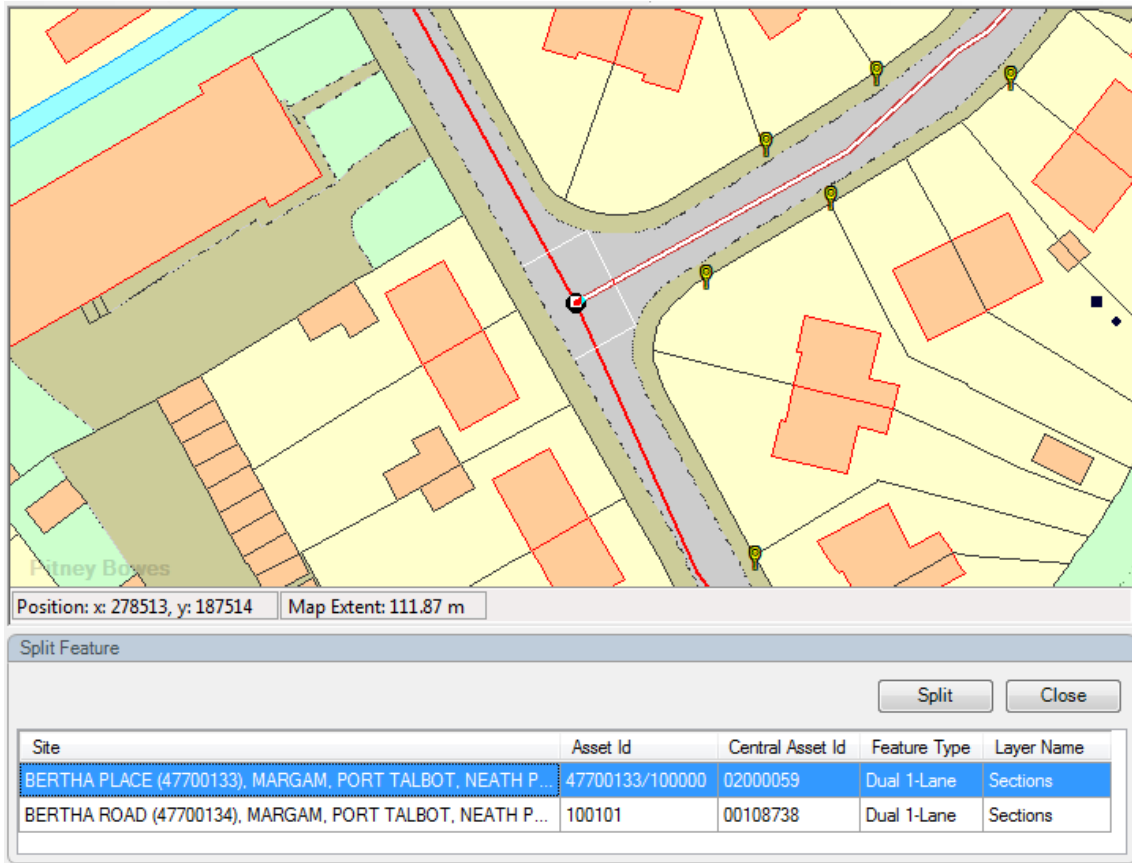 Pitney Bowes
Position: x: 278513, y: 187514 Map Extent: 111.87 m
Split Feature
Split Close
Site Asset Id Central Asset Id Feature Type Layer Name
BERTHA PLACE (47700133), MARGAM, PORT TALBOT, NEATH P... 47700133/100000 02000059 Dual 1-Lane Sections
BERTHA ROAD (47700134), MARGAM, PORT TALBOT, NEATH P... 100101 00108738 Dual 1-Lane Sections